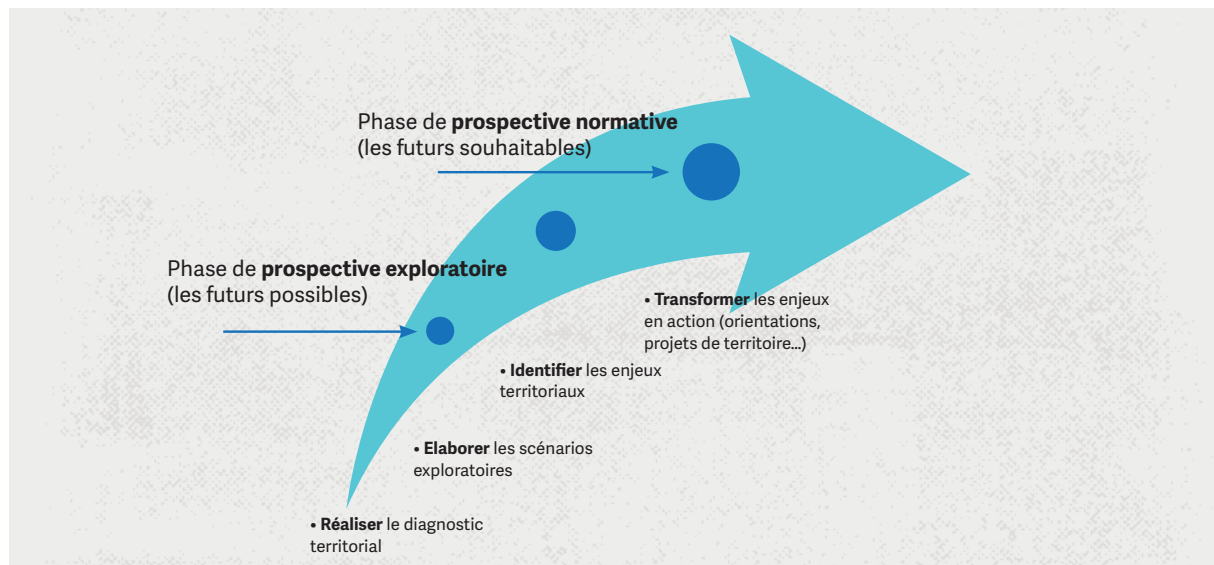 Phase de prospective normative
(les futurs souhaitables)
Phase de prospective exploratoire
(les futurs possibles)
• Transformer les enjeux
en action (orientations,
projets de territoire…)
• Identifier les enjeux
territoriaux
• Elaborer les scénarios
exploratoires
• Réaliser le diagnostic
territorial